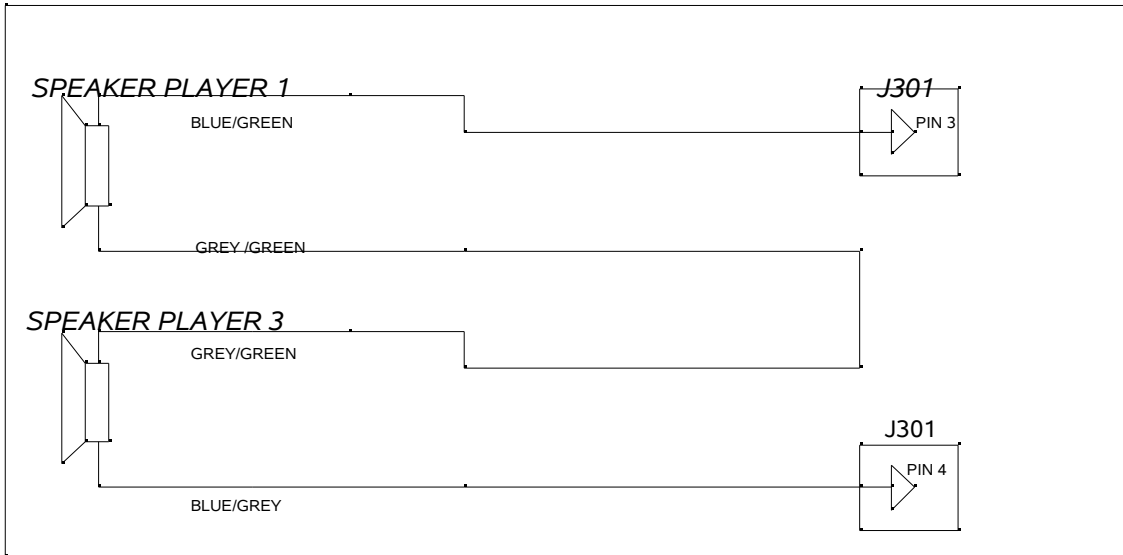 SPEAKER PLAYER 1
J301
BLUE/GREEN
PIN 3
GREY /GREEN
SPEAKER PLAYER 3
GREY/GREEN
J301
PIN 4
BLUE/GREY